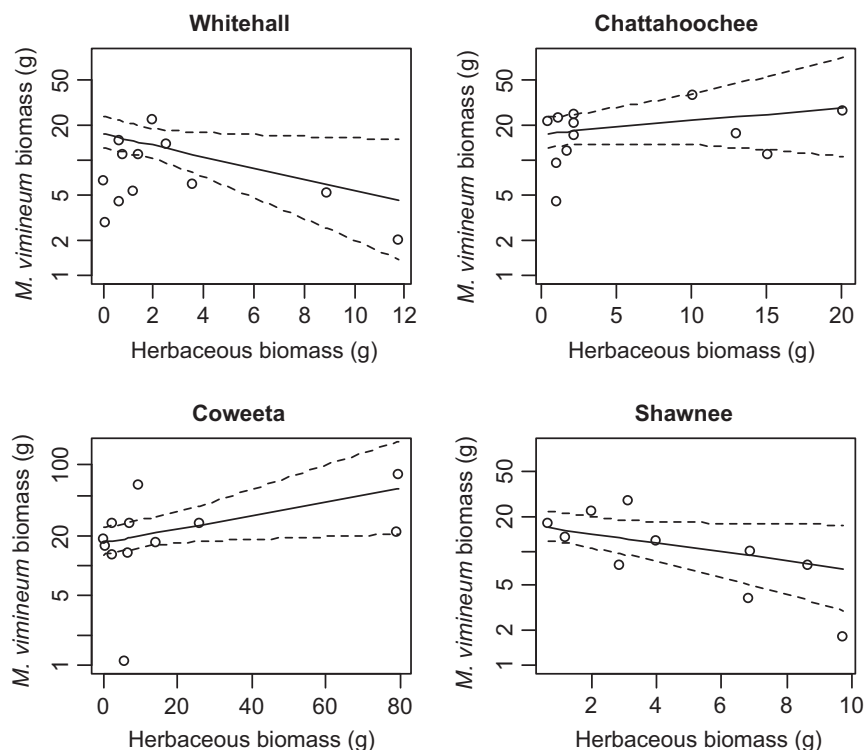 Whitehall
M. vimineum biomass (g)
50
20
5
2
1
0 2 4 6 8 10 12
Herbaceous biomass (g)
Chattahoochee
M. vimineum biomass (g)
50
20
5
2
1
0 5 10 15 20
Herbaceous biomass (g)
Coweeta
M. vimineum biomass (g)
100
20
5
1
0 20 40 60 80
Herbaceous biomass (g)
Shawnee
M. vimineum biomass (g)
50
20
5
2
1
2 4 6 8 10
Herbaceous biomass (g)